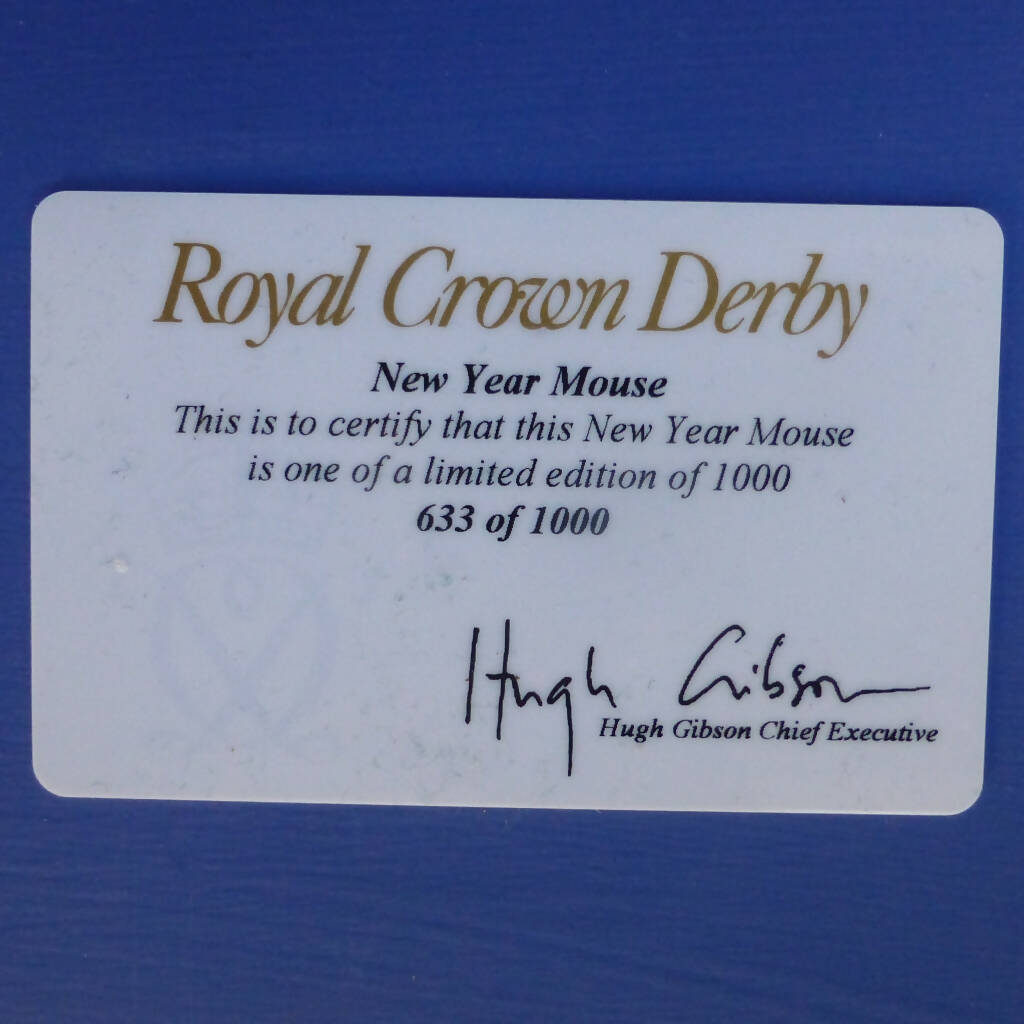 Royal Crown Derby
New Year Mouse
This is to certify that this New Year Mouse
is one of a limited edition of 1000
633 of 1000
Hugh Gibson
Hugh Gibson Chief Executive